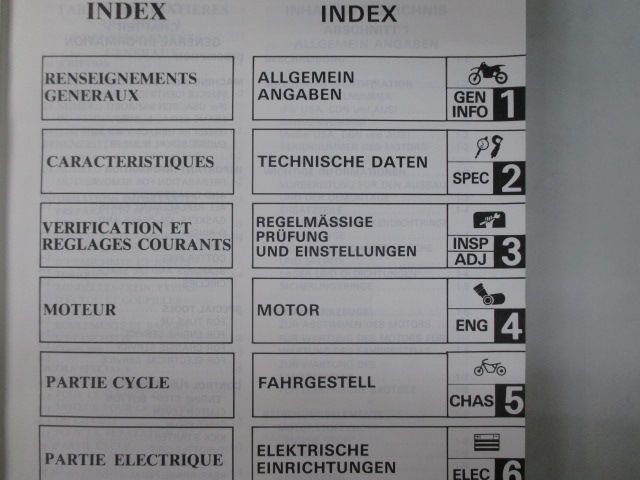 INDEX INDEX
RENSEIGNEMENTS
GENERAUX
ALLGEMEIN
ANGABEN
GEN
INFO 1
CARACTERISTIQUES
TECHNISCHE DATEN
SPEC 2
VERIFICATION ET
REGLAGES COURANTS
REGELMÄSSIGE
PRÜFUNG
UND EINSTELLUNGEN
INSP
ADJ 3
MOTEUR
MOTOR
ENG 4
PARTIE CYCLE
FAHRGESTELL
CHAS 5
PARTIE ELECTRIQUE
ELEKTRISCHE
EINRICHTUNGEN
ELEC 6